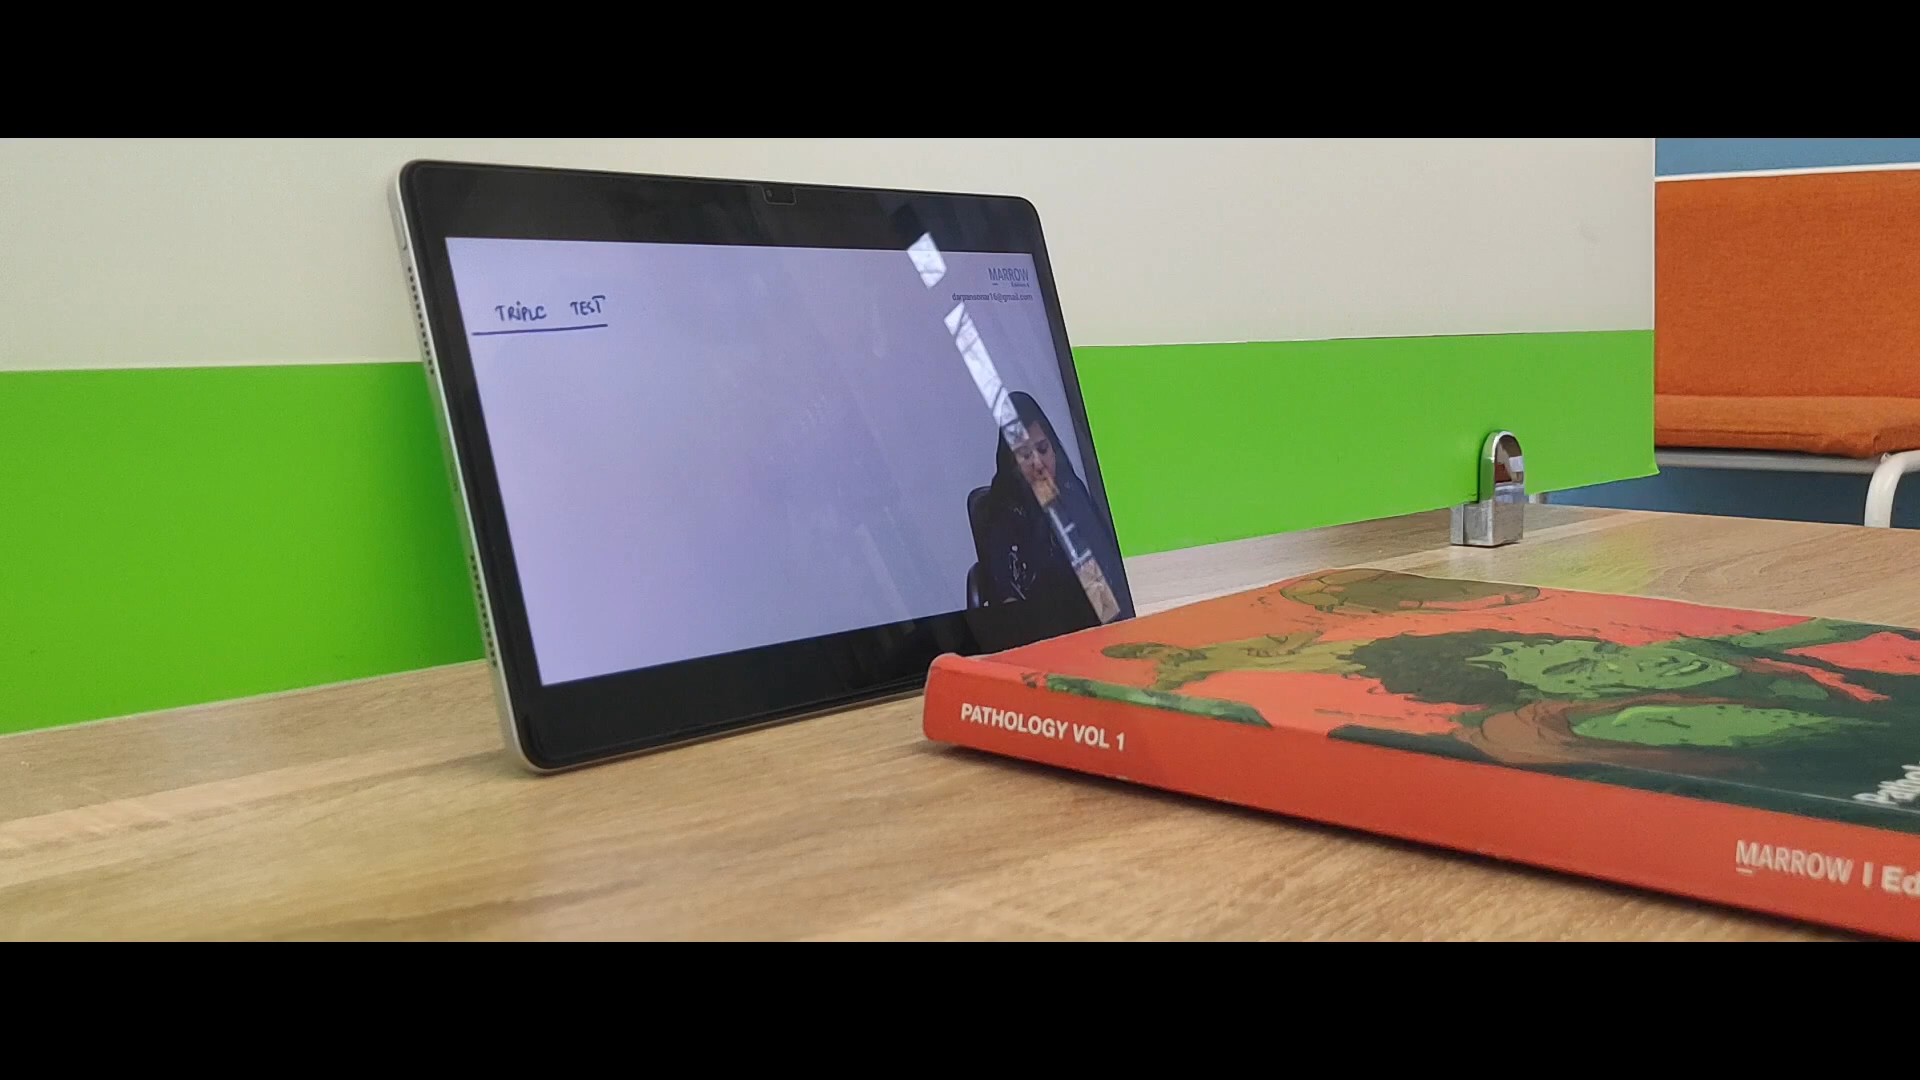 MARROW
TRIPLE TEST
PATHOLOGY VOL 1
MARROW | Ed